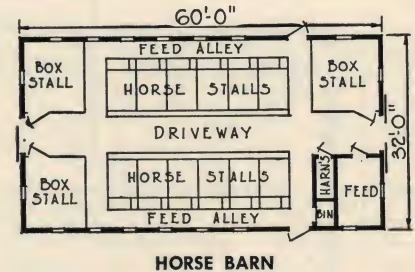 60'-0"
FEED ALLEY
BOX
STALL
BOX
STALL
HORSE STALLS
DRIVEWAY
32'-0"
HORSE STALLS
HARN'S
BOX
STALL
FEED
BIN
FEED ALLEY
HORSE BARN